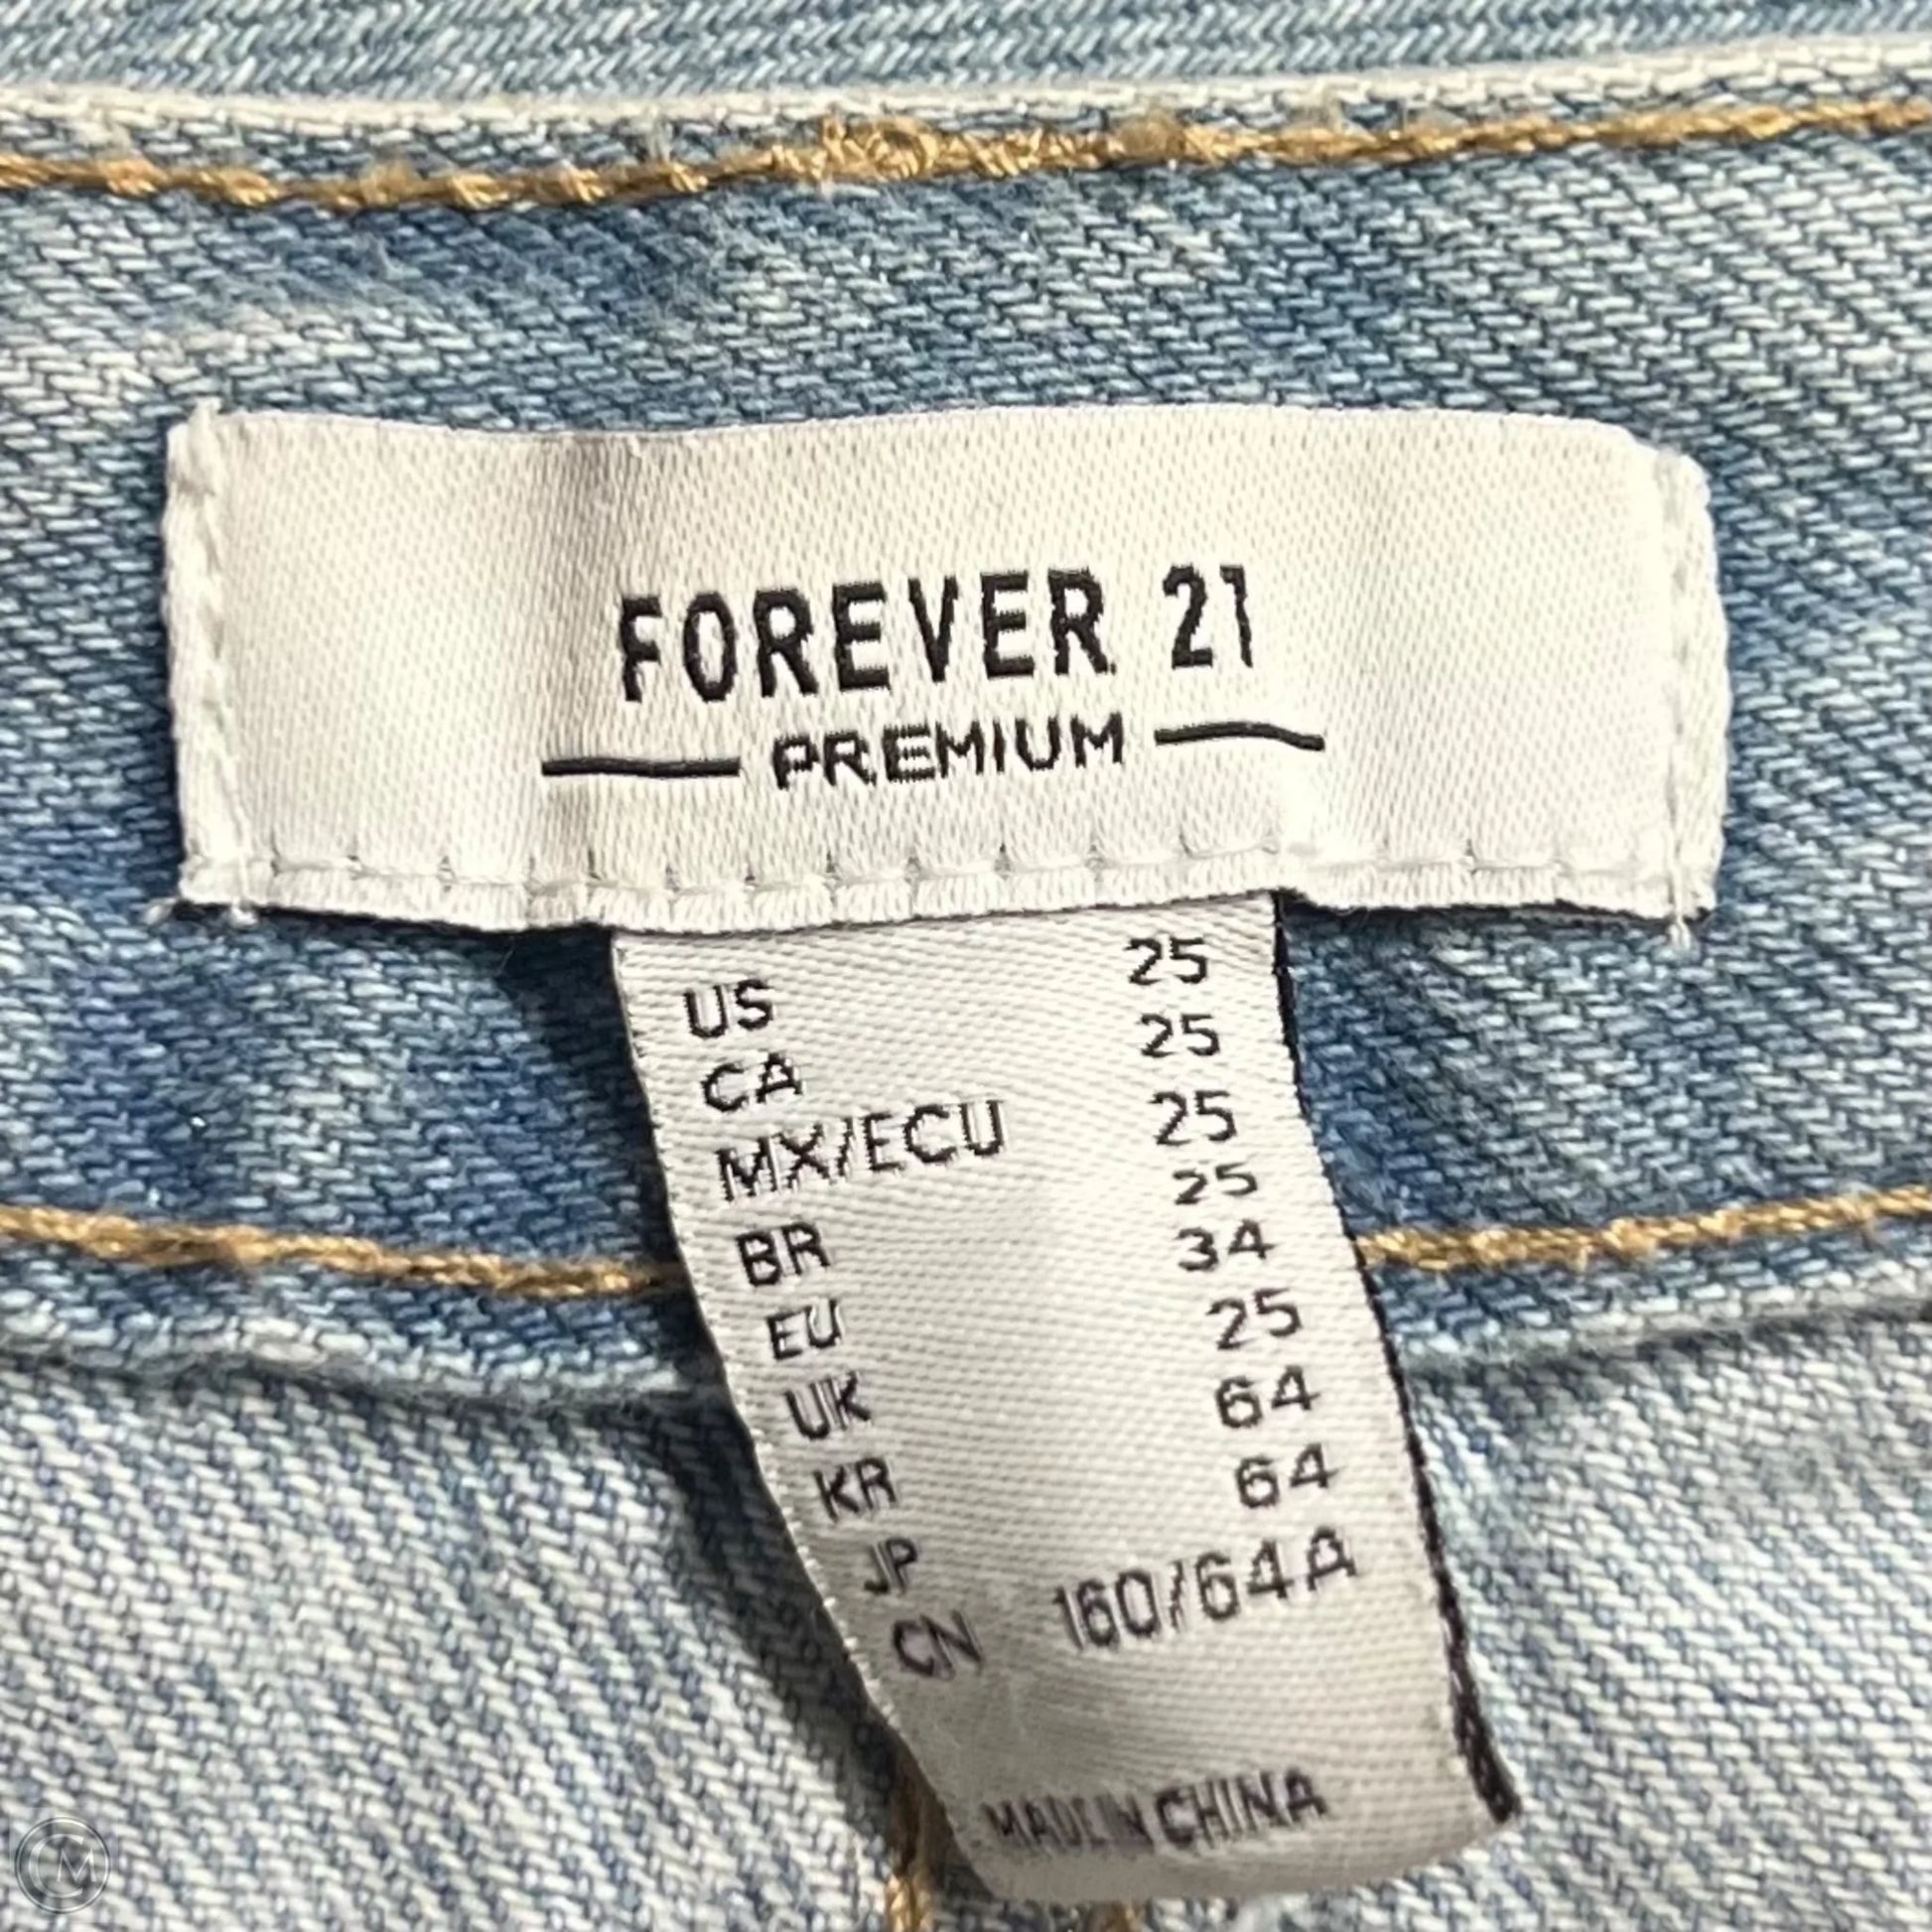 FOREVER 21
PREMIUM
US 25
CA 25
MX/ECU 25
BR 25
EU 34
UK 25
KR 64
JP 64
CN 160/64A
MADE IN CHINA
CM